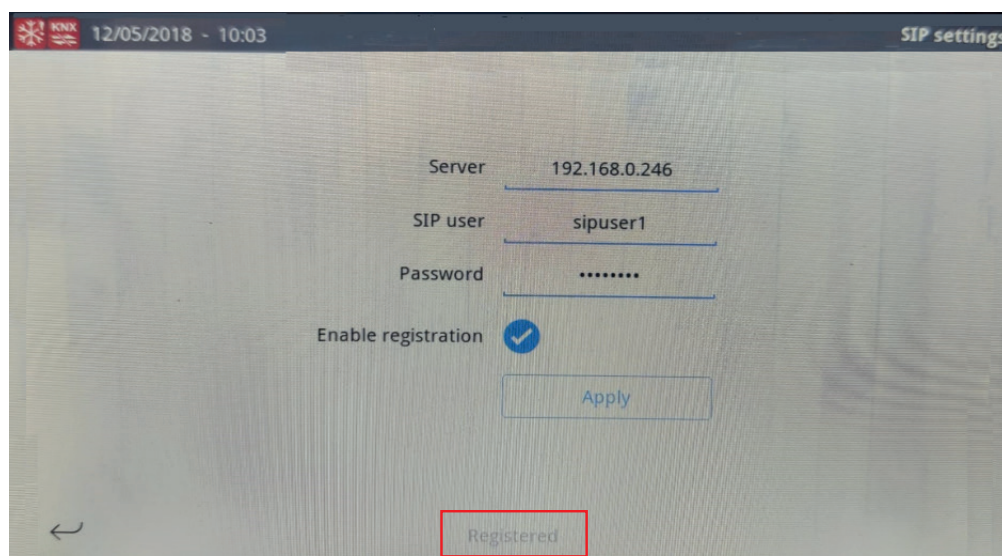 KNX 12/05/2018 - 10:03 SIP settings
Server 192.168.0.246
SIP user sipuser1
Password ••••••••
Enable registration
Apply
Registered